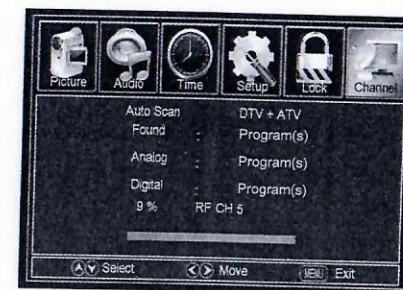 Picture Audio Time Setup Lock Channel
Auto Scan DTV + ATV
Found : Program(s)
Analog : Program(s)
Digital : Program(s)
9 % RF CH 5
Select Move MENU Exit